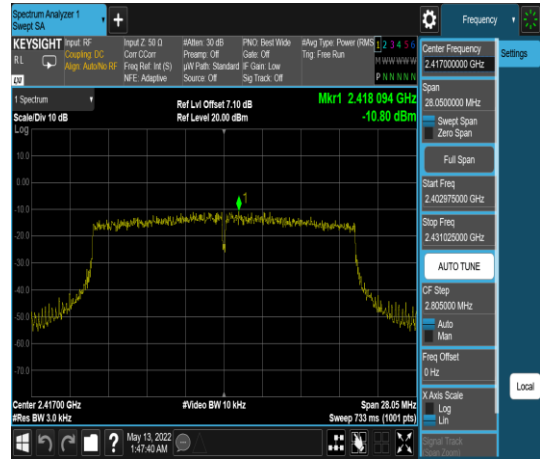 Spectrum Analyzer 1
Swept SA
Frequency
KEYSIGHT
RL
Input: RF
Coupling: DC
Align: Auto/No RF
Input Z: 50 Ω
Corr CCorr
Freq Ref: Int (S)
NFE: Adaptive
#Atten: 30 dB
Preamp: Off
µW Path: Standard
Source: Off
PNO: Best Wide
Gate: Off
IF Gain: Low
Sig Track: Off
#Avg Type: Power (RMS
Trig: Free Run
1 2 3 4 5 6
M W W W W W
P N N N N N
1 Spectrum
Scale/Div 10 dB
Ref Lvl Offset 7.10 dB
Ref Level 20.00 dBm
Mkr1 2.418 094 GHz
-10.80 dBm
Log
10.0
0.00
-10.0
-20.0
-30.0
-40.0
-50.0
-60.0
-70.0
1
Center 2.41700 GHz
#Res BW 3.0 kHz
#Video BW 10 kHz
Span 28.05 MHz
Sweep 733 ms (1001 pts)
May 13, 2022
1:47:40 AM
Center Frequency
2.417000000 GHz
Span
28.0500000 MHz
Swept Span
Zero Span
Full Span
Start Freq
2.402975000 GHz
Stop Freq
2.431025000 GHz
AUTO TUNE
CF Step
2.805000 MHz
Auto
Man
Freq Offset
0 Hz
X Axis Scale
Log
Lin
Signal Track
(Span Zoom)
Settings
Local